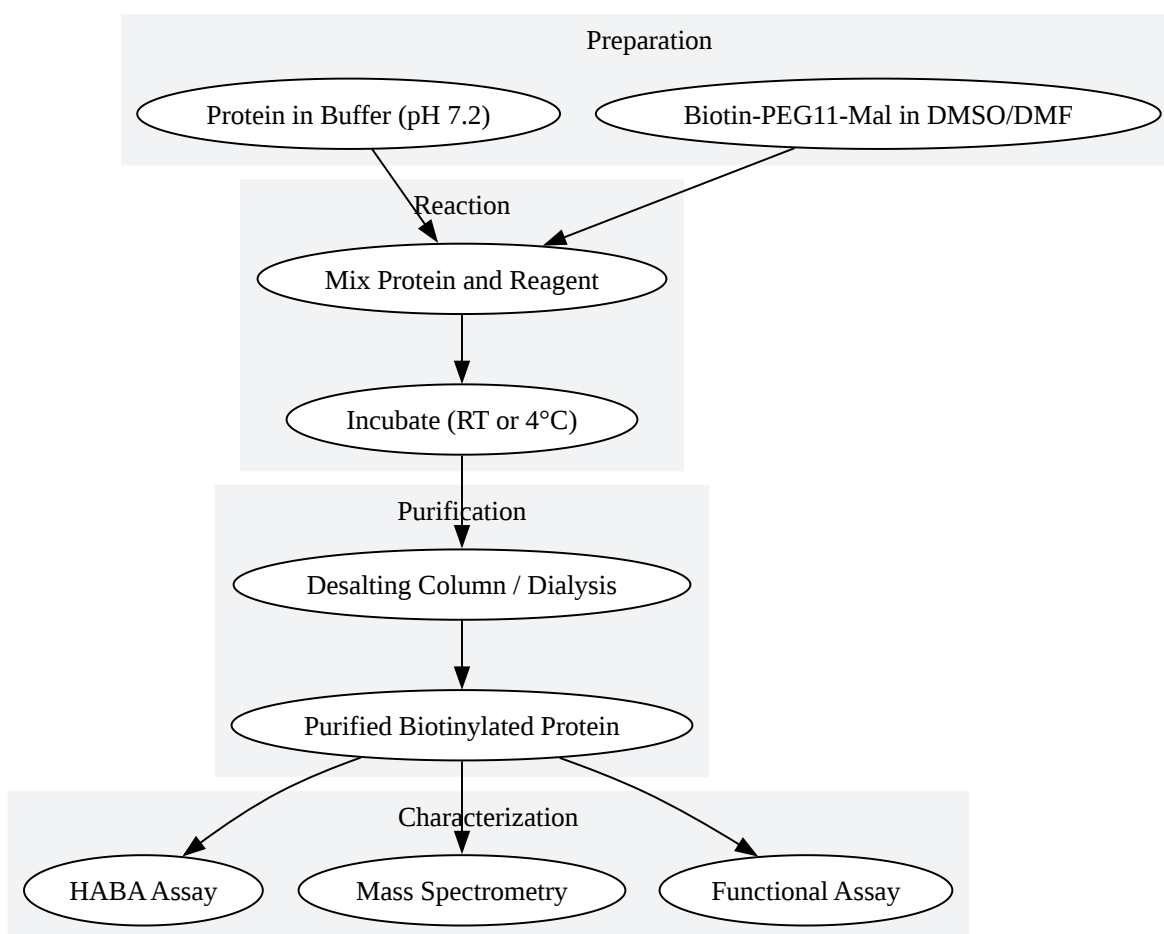 Preparation
Protein in Buffer (pH 7.2)
Biotin-PEG11-Mal in DMSO/DMF
Reaction
Mix Protein and Reagent
Incubate (RT or 4°C)
Purification
Desalting Column / Dialysis
Purified Biotinylated Protein
Characterization
HABA Assay
Mass Spectrometry
Functional Assay